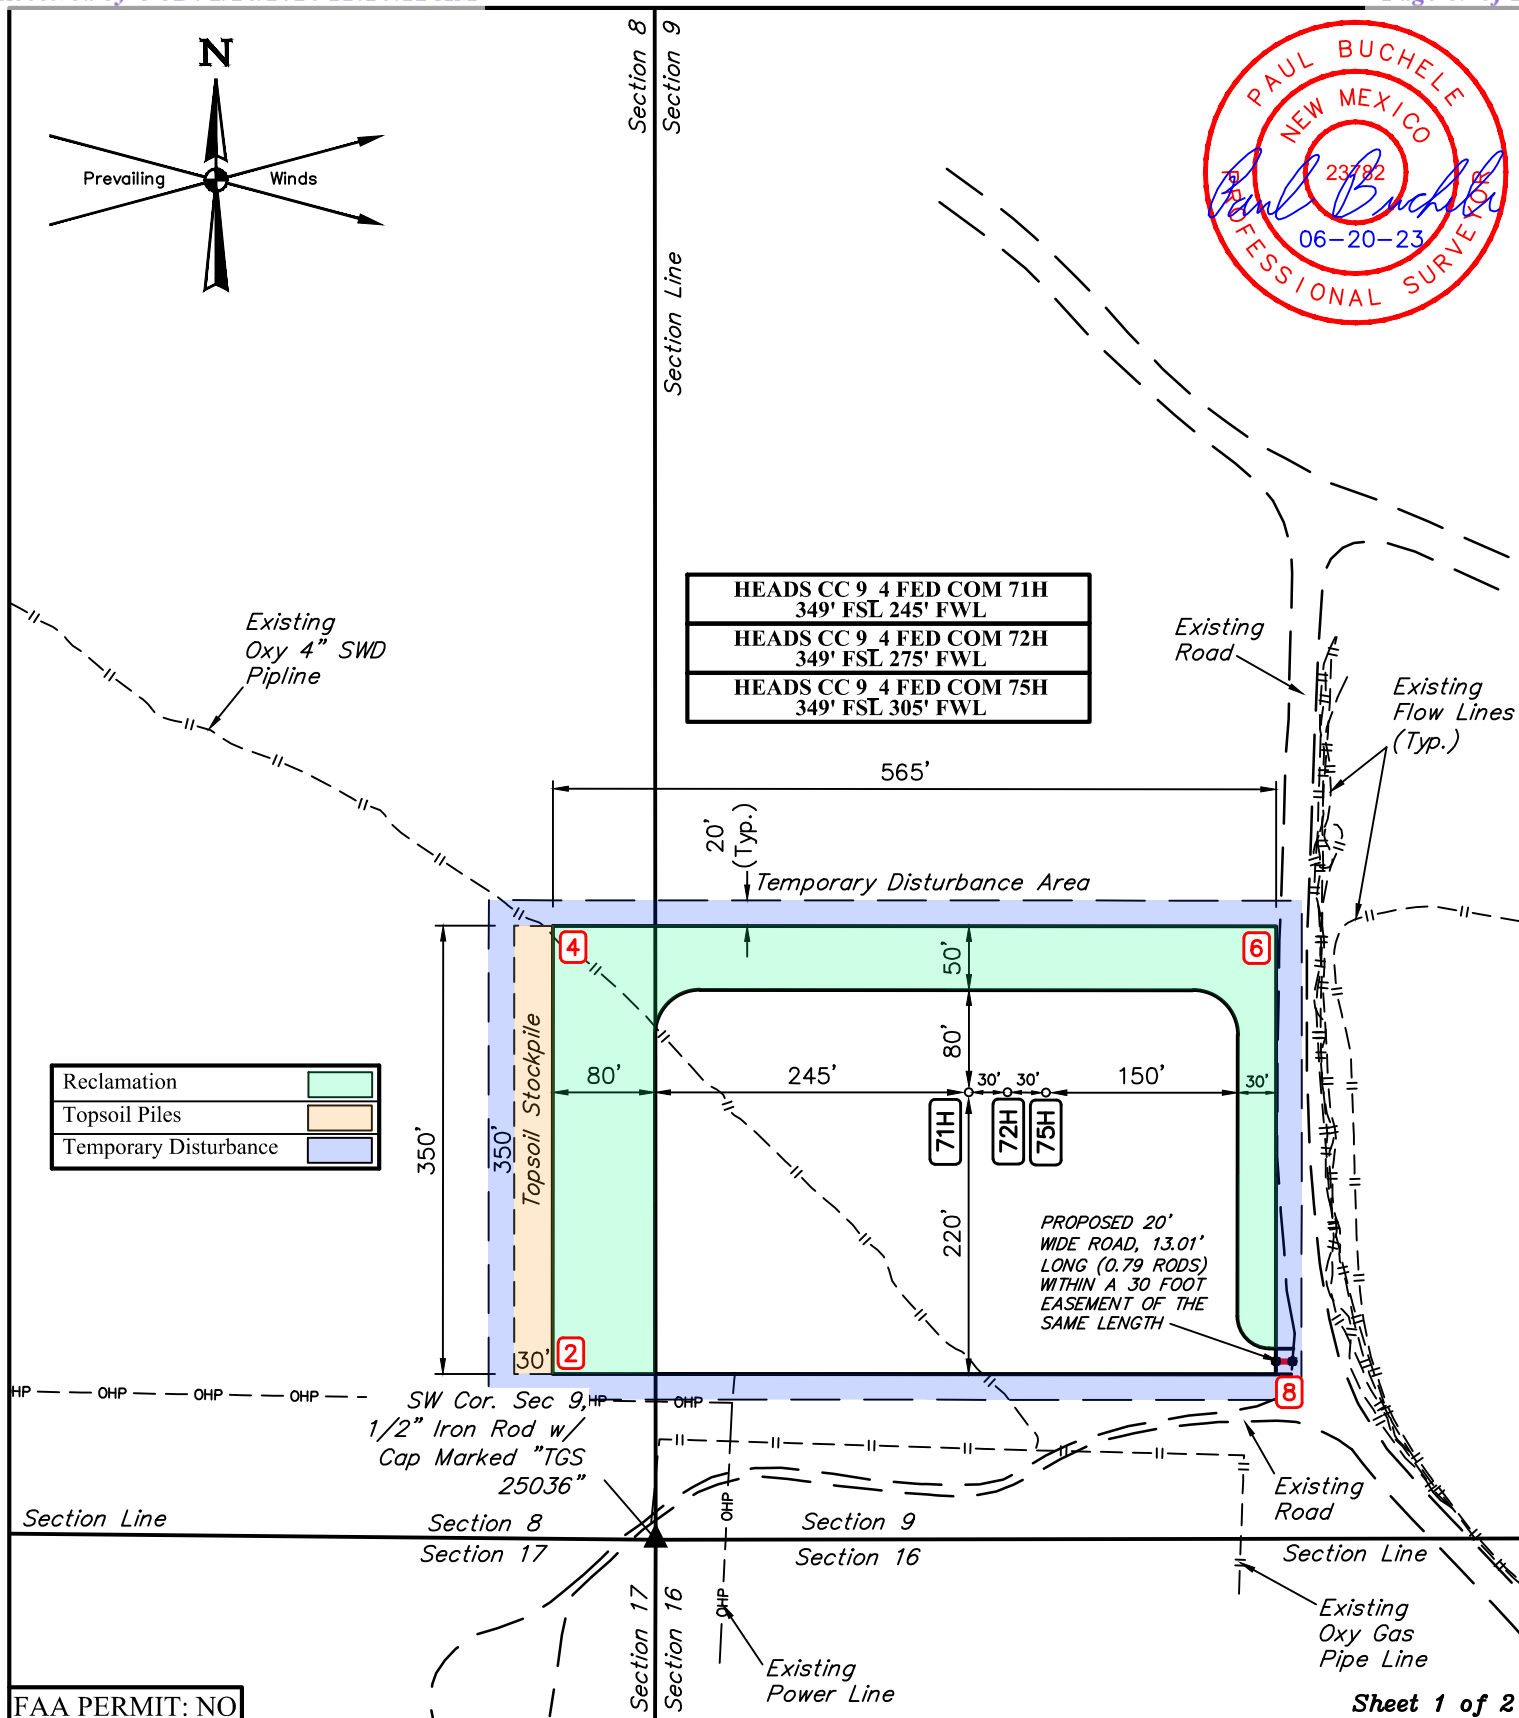 N
Prevailing Winds
Section 8
Section 9
Section Line
PAUL BUCHELE
NEW MEXICO
23782
PROFESSIONAL SURVEYOR
Paul Buchele
06-20-23
Existing
Oxy 4" SWD
Pipline
HEADS CC 9_4 FED COM 71H
349' FSL 245' FWL
HEADS CC 9_4 FED COM 72H
349' FSL 275' FWL
HEADS CC 9_4 FED COM 75H
349' FSL 305' FWL
Existing
Road
Existing
Flow Lines
(Typ.)
565'
20'
(Typ.)
Temporary Disturbance Area
4
6
50'
80'
80'
245'
30'
30'
150'
30'
71H
72H
75H
Reclamation
Topsoil Piles
Temporary Disturbance
350'
350'
Topsoil Stockpile
220'
PROPOSED 20'
WIDE ROAD, 13.01'
LONG (0.79 RODS)
WITHIN A 30 FOOT
EASEMENT OF THE
SAME LENGTH
30'
2
8
HP OHP OHP OHP
HP OHP
SW Cor. Sec 9,
1/2" Iron Rod w/
Cap Marked "TGS
25036"
OHP
OHP
Existing
Road
Section Line
Section 8
Section 9
Section 17
Section 16
Section Line
Section 17
Section 16
Existing
Power Line
Existing
Oxy Gas
Pipe Line
FAA PERMIT: NO
Sheet 1 of 2